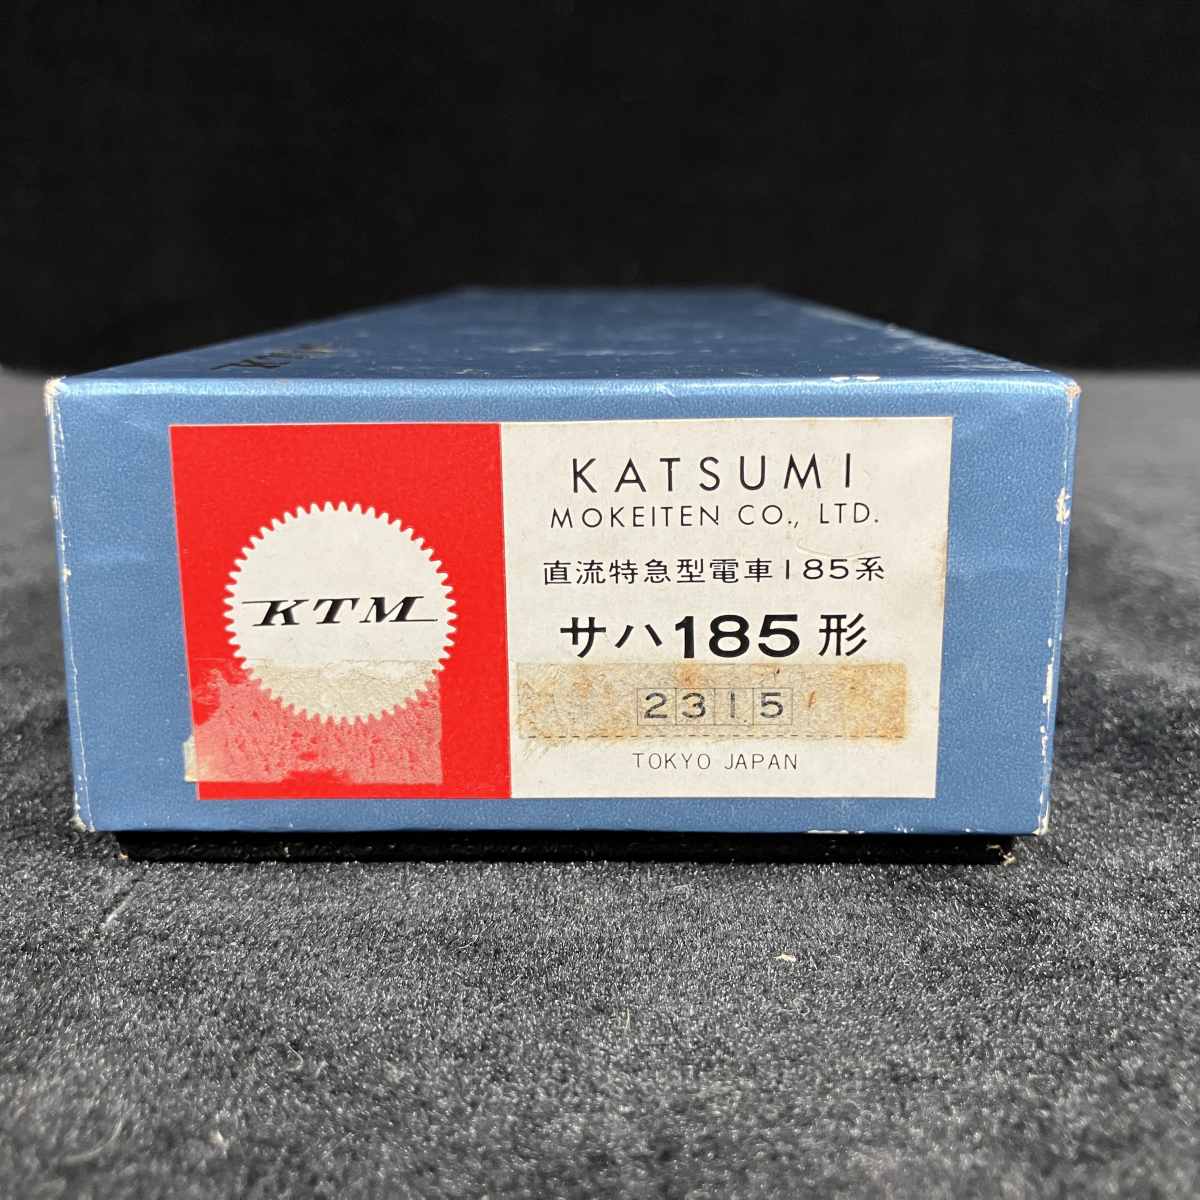 KTM
KATSUMI
MOKEITEN CO., LTD.
直流特急型電車185系
サハ185形
2315
TOKYO JAPAN